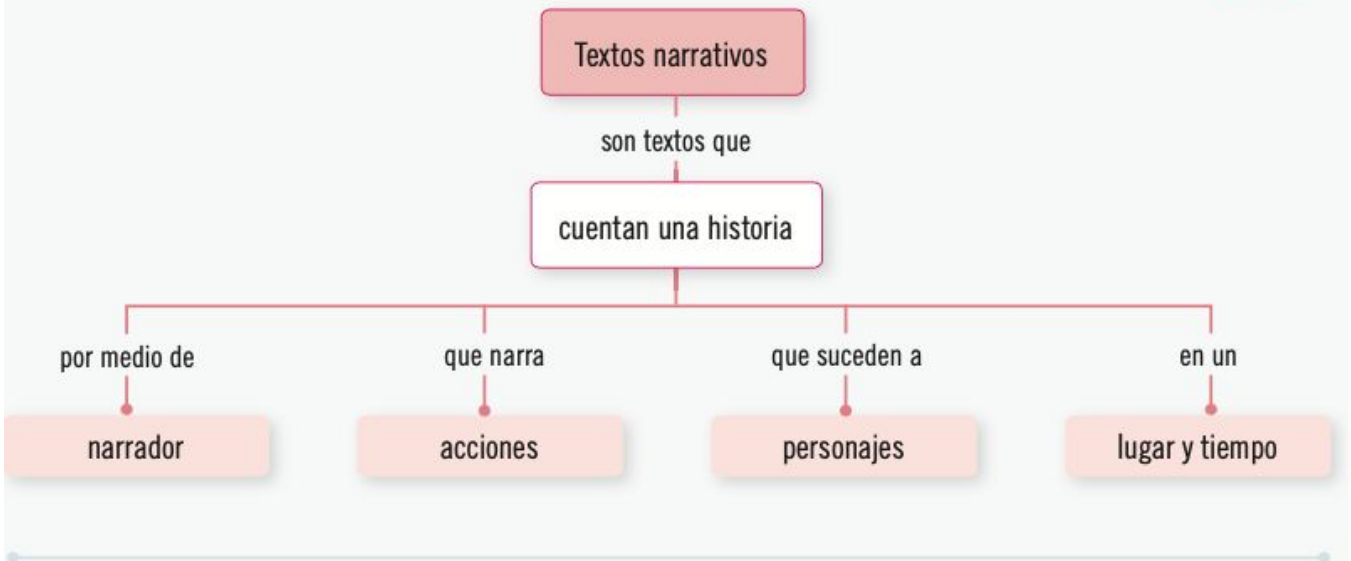 Textos narrativos
son textos que
cuentan una historia
por medio de
que narra
que suceden a
en un
narrador
acciones
personajes
lugar y tiempo